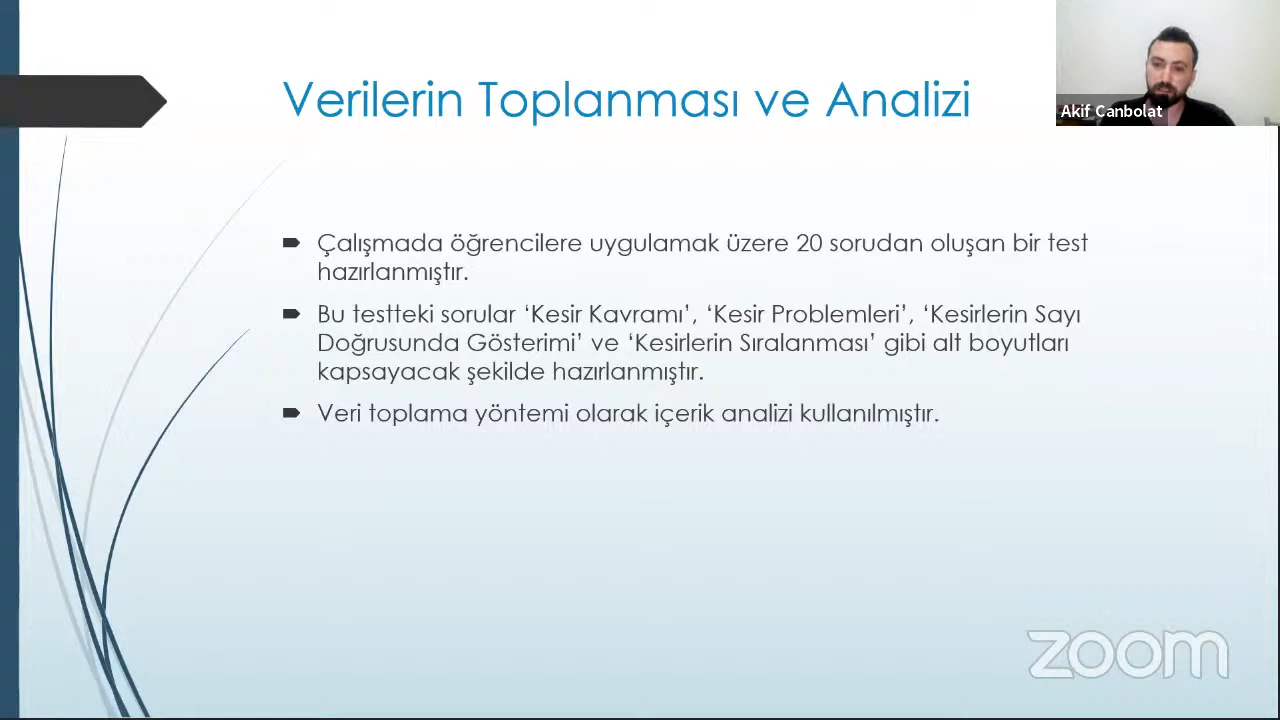 Verilerin Toplanması ve Analizi
Akif Canbolat
Çalışmada öğrencilere uygulamak üzere 20 sorudan oluşan bir test
hazırlanmıştır.
Bu testteki sorular ‘Kesir Kavramı’, ‘Kesir Problemleri’, ‘Kesirlerin Sayı
Doğrusunda Gösterimi’ ve ‘Kesirlerin Sıralanması’ gibi alt boyutları
kapsayacak şekilde hazırlanmıştır.
Veri toplama yöntemi olarak içerik analizi kullanılmıştır.
zoom